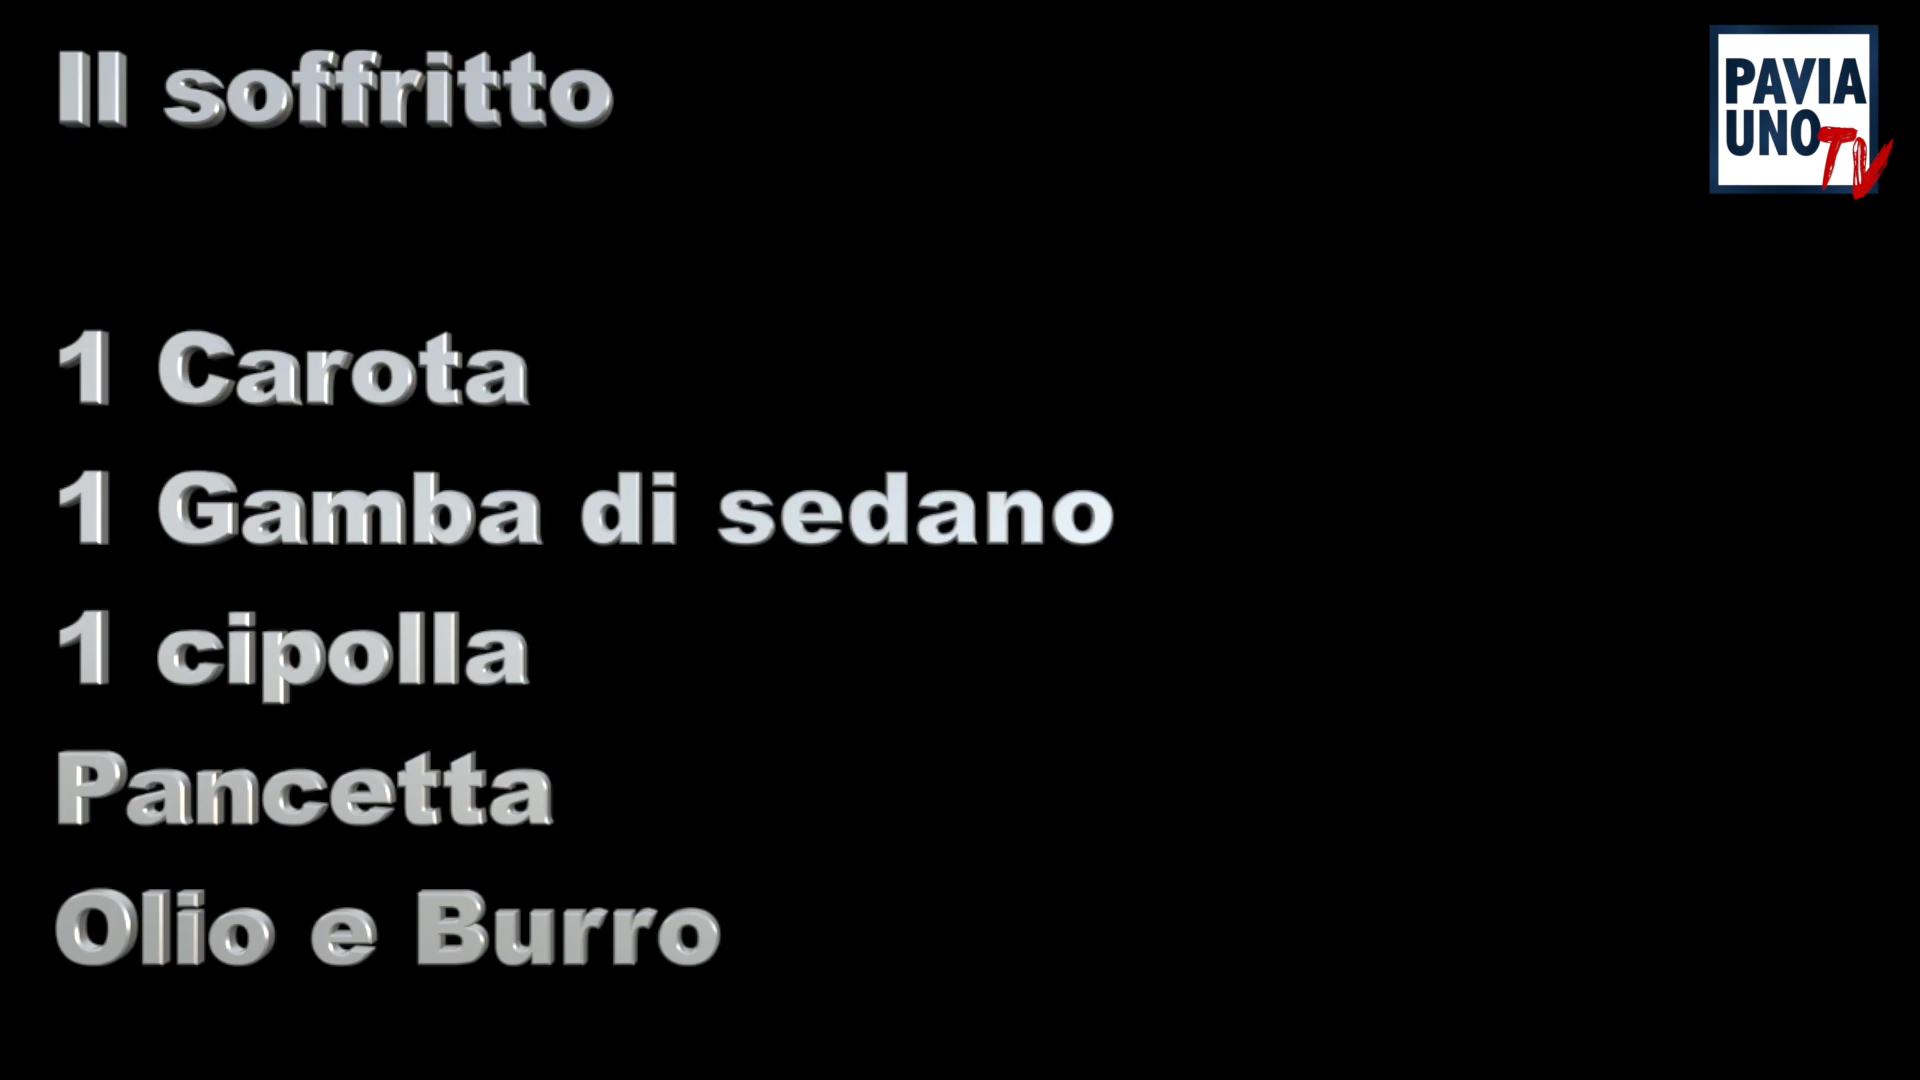 Il soffritto
PAVIA
UNO TV
1 Carota
1 Gamba di sedano
1 cipolla
Pancetta
Olio e Burro